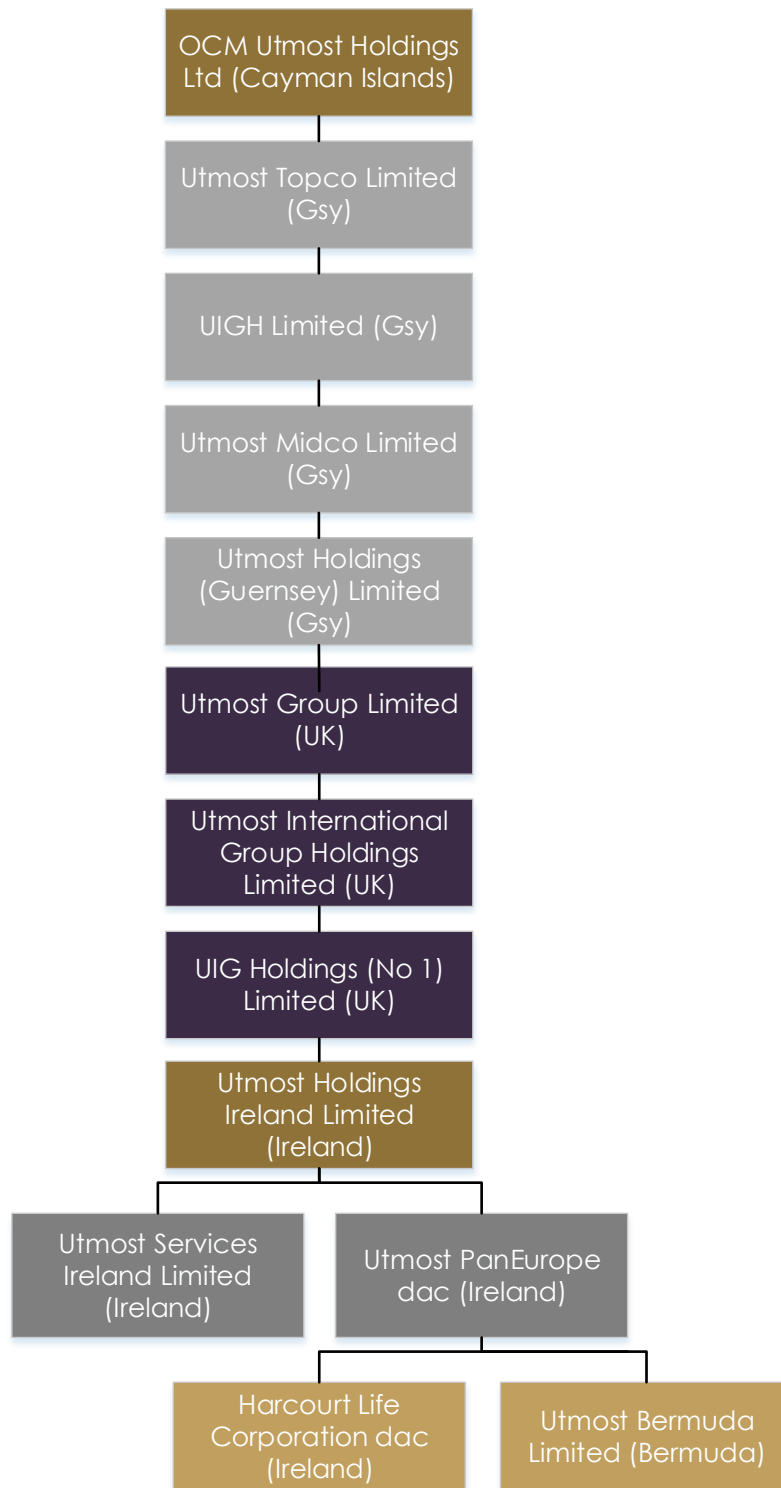 OCM Utmost Holdings
Ltd (Cayman Islands)
Utmost Topco Limited
(Gsy)
UIGH Limited (Gsy)
Utmost Midco Limited
(Gsy)
Utmost Holdings
(Guernsey) Limited
(Gsy)
Utmost Group Limited
(UK)
Utmost International
Group Holdings
Limited (UK)
UIG Holdings (No 1)
Limited (UK)
Utmost Holdings
Ireland Limited
(Ireland)
Utmost Services
Ireland Limited
(Ireland)
Utmost PanEurope
dac (Ireland)
Harcourt Life
Corporation dac
(Ireland)
Utmost Bermuda
Limited (Bermuda)